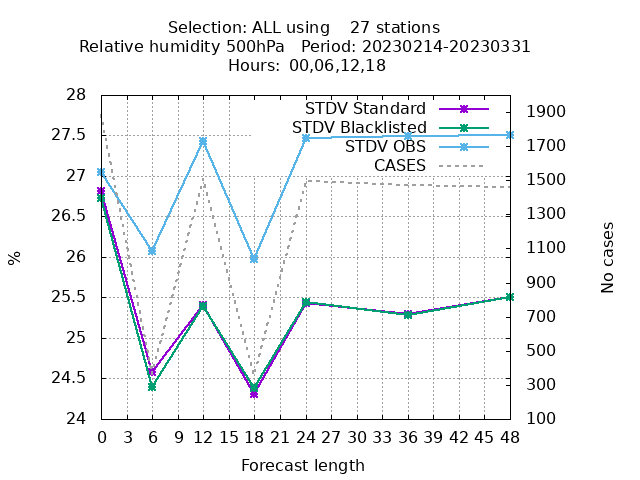 Selection: ALL using    27 stations
Relative humidity 500hPa   Period: 20230214-20230331
Hours: 00,06,12,18
STDV Standard
STDV Blacklisted
STDV OBS
CASES
28
27.5
27
26.5
26
25.5
25
24.5
24
%
1900
1700
1500
1300
1100
900
700
500
300
100
No cases
0 3 6 9 12 15 18 21 24 27 30 33 36 39 42 45 48
Forecast length